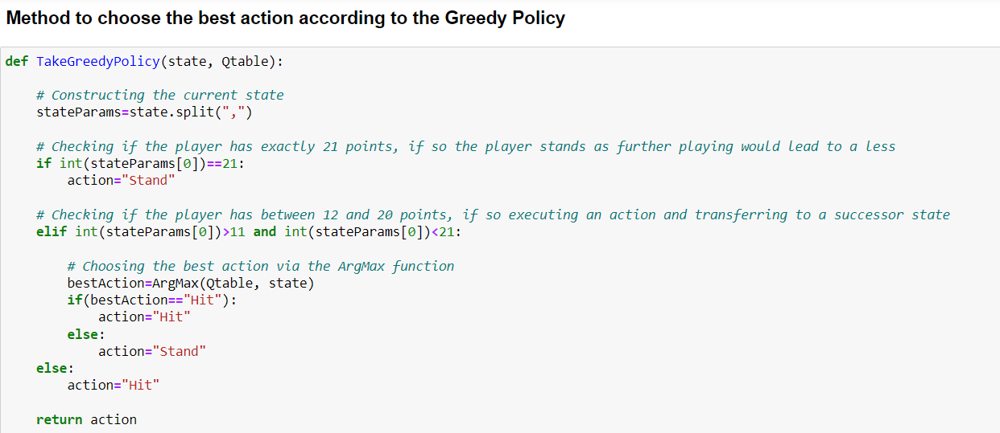 Method to choose the best action according to the Greedy Policy
def TakeGreedyPolicy(state, Qtable):
    # Constructing the current state
    stateParams=state.split(",")
    # Checking if the player has exactly 21 points, if so the player stands as further playing would lead to a less
    if int(stateParams[0])==21:
        action="Stand"
    # Checking if the player has between 12 and 20 points, if so executing an action and transferring to a successor state
    elif int(stateParams[0])>11 and int(stateParams[0])<21:
        # Choosing the best action via the ArgMax function
        bestAction=ArgMax(Qtable, state)
        if(bestAction=="Hit"):
            action="Hit"
        else:
            action="Stand"
    else:
        action="Hit"
    return action